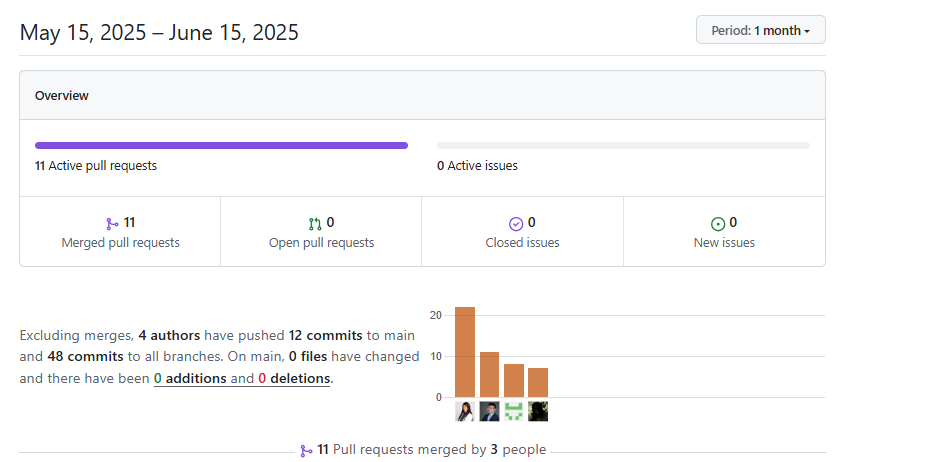 May 15, 2025 – June 15, 2025
Period: 1 month
Overview
11 Active pull requests
0 Active issues
11
Merged pull requests
0
Open pull requests
0
Closed issues
0
New issues
Excluding merges, 4 authors have pushed 12 commits to main
and 48 commits to all branches. On main, 0 files have changed
and there have been 0 additions and 0 deletions.
20
10
0
11 Pull requests merged by 3 people